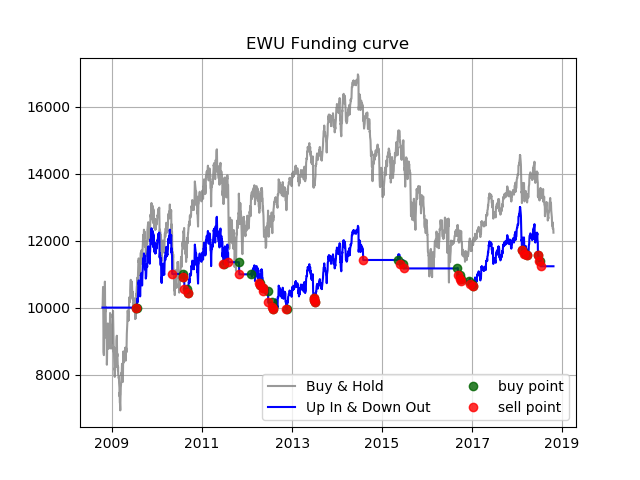 EWU Funding curve
16000
14000
12000
10000
8000
2009 2011 2013 2015 2017 2019
Buy & Hold
Up In & Down Out
buy point
sell point